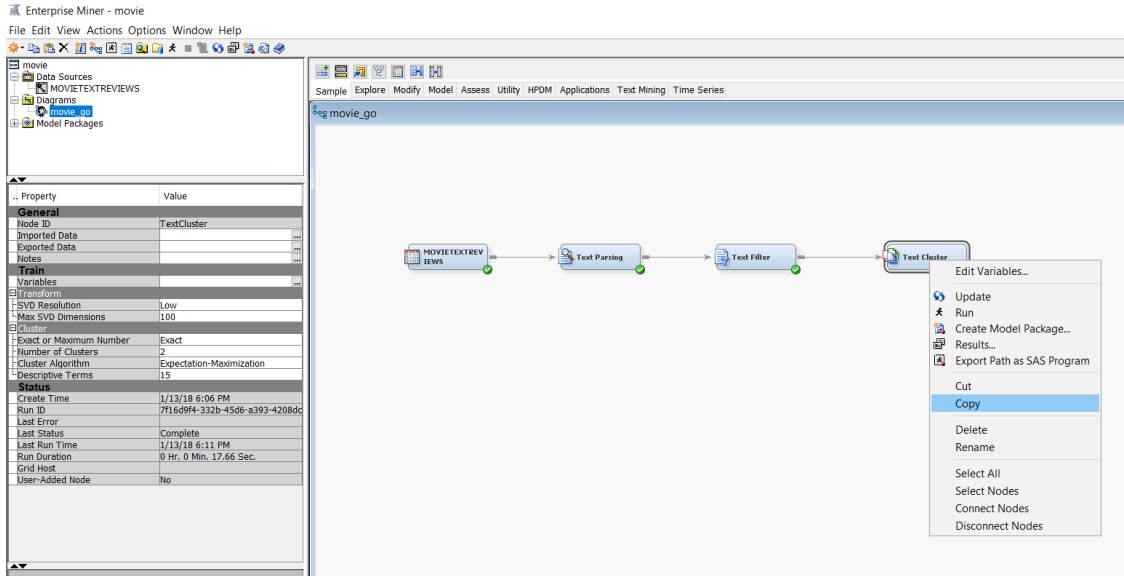 Enterprise Miner - movie
File Edit View Actions Options Window Help
movie
Data Sources
MOVIETEXTREVIEWS
Diagrams
movie_go
Model Packages
.. Property Value
General
Node ID TextCluster
Imported Data ...
Exported Data ...
Notes ...
Train
Variables ...
Transform
SVD Resolution Low
Max SVD Dimensions 100
Cluster
Exact or Maximum Number Exact
Number of Clusters 2
Cluster Algorithm Expectation-Maximization
Descriptive Terms 15
Status
Create Time 1/13/18 6:06 PM
Run ID 7f16d9f4-332b-45d6-a393-4208dc
Last Error
Last Status Complete
Last Run Time 1/13/18 6:11 PM
Run Duration 0 Hr. 0 Min. 17.66 Sec.
Grid Host
User-Added Node No
Sample Explore Modify Model Assess Utility HPDM Applications Text Mining Time Series
movie_go
MOVIETEXTREV
IEWS
Text Parsing
Text Filter
Text Cluster
Edit Variables...
Update
Run
Create Model Package...
Results...
Export Path as SAS Program
Cut
Copy
Delete
Rename
Select All
Select Nodes
Connect Nodes
Disconnect Nodes